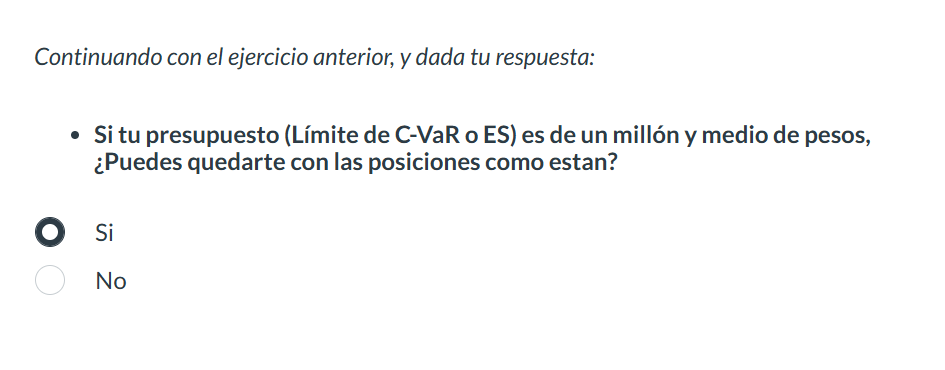 Continuando con el ejercicio anterior, y dada tu respuesta:
• Si tu presupuesto (Límite de C-VaR o ES) es de un millón y medio de pesos,
¿Puedes quedarte con las posiciones como estan?
Si
No